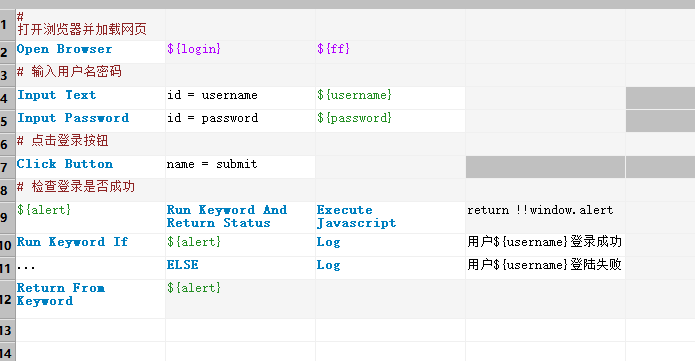 1 #
打开浏览器并加载网页
2 Open Browser ${login} ${ff}
3 # 输入用户名密码
4 Input Text id = username ${username}
5 Input Password id = password ${password}
6 # 点击登录按钮
7 Click Button name = submit
8 # 检查登录是否成功
9 ${alert} Run Keyword And Return Status Execute Javascript return !!window.alert
10 Run Keyword If ${alert} Log 用户${username}登录成功
11 ... ELSE Log 用户${username}登陆失败
12 Return From Keyword ${alert}
13
14